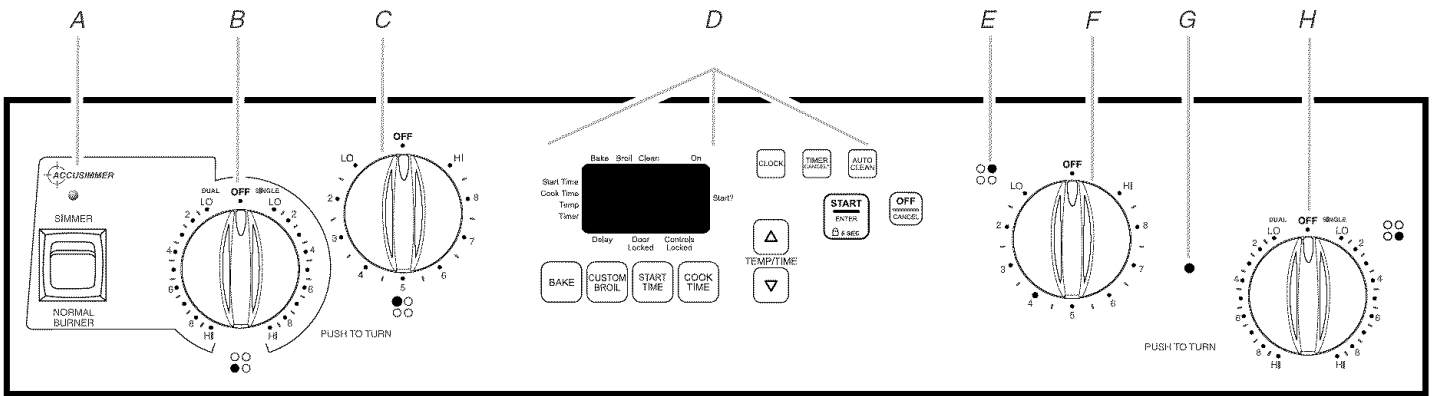 A B C D E F G H
ACCUSIMMER
SIMMER
NORMAL
BURNER
DUAL OFF SINGLE
LO LO
2 2
4 4
6 6
8 8
HI HI
PUSH TO TURN
OFF
LO HI
2 8
3 7
4 6
5
Bake Broil Clean On
Start Time
Cook Time
Temp
Timer
Start?
Delay Door Locked Controls Locked
BAKE
CUSTOM
BROIL
START
TIME
COOK
TIME
CLOCK
TIMER
CANCEL
AUTO
CLEAN
START
ENTER
5 SEC
OFF
CANCEL
TEMP/TIME
OFF
LO HI
2 8
3 7
4 6
5
PUSH TO TURN
DUAL OFF SINGLE
LO LO
2 2
4 4
6 6
8 8
HI HI